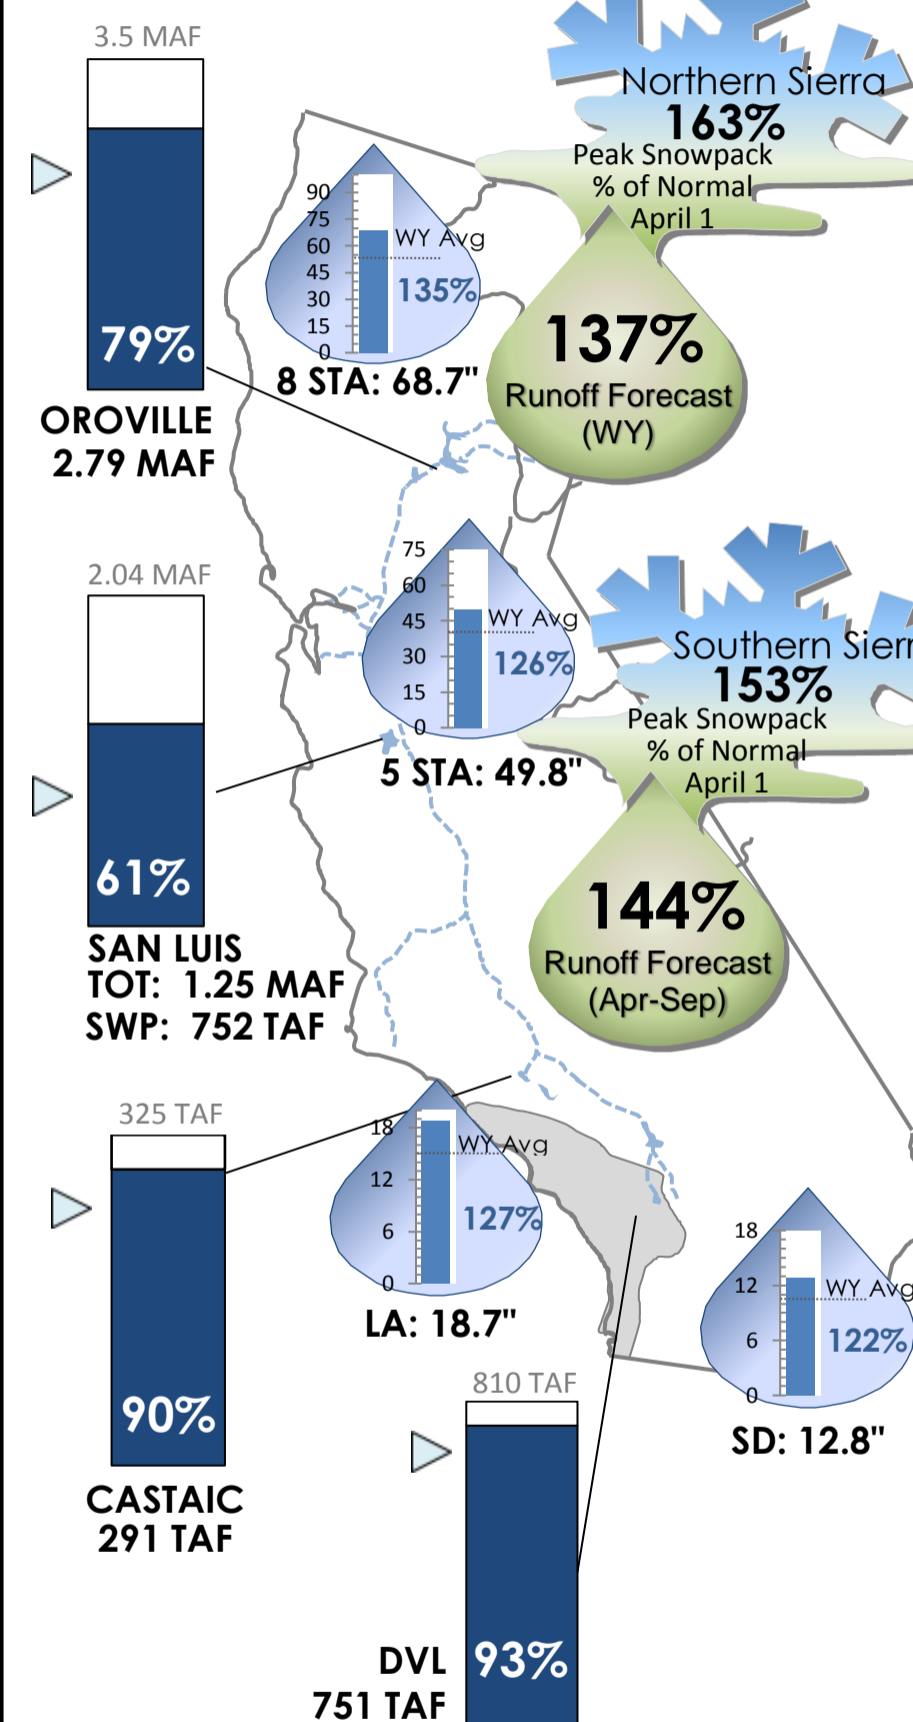 3.5 MAF
79%
OROVILLE
2.79 MAF
Northern Sierra
163%
Peak Snowpack
% of Normal
April 1
137%
Runoff Forecast
(WY)
90
75
60
45
30
15
0
WY Avg
135%
8 STA: 68.7"
2.04 MAF
61%
SAN LUIS
TOT: 1.25 MAF
SWP: 752 TAF
75
60
45
30
15
0
WY Avg
126%
5 STA: 49.8"
Southern Sierr
153%
Peak Snowpack
% of Normal
April 1
144%
Runoff Forecast
(Apr-Sep)
325 TAF
90%
CASTAIC
291 TAF
18
12
6
0
WY Avg
127%
LA: 18.7"
18
12
6
0
WY Avg
122%
SD: 12.8"
810 TAF
93%
DVL
751 TAF